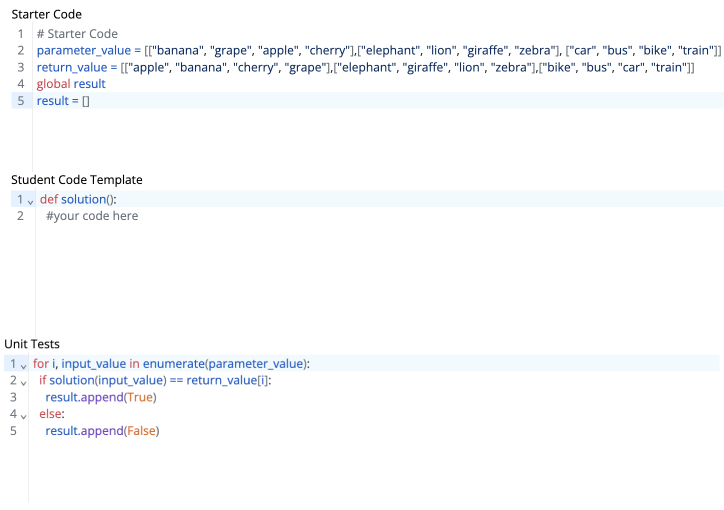 Starter Code
1 # Starter Code
2 parameter_value = [["banana", "grape", "apple", "cherry"],["elephant", "lion", "giraffe", "zebra"], ["car", "bus", "bike", "train"]]
3 return_value = [["apple", "banana", "cherry", "grape"],["elephant", "giraffe", "lion", "zebra"],["bike", "bus", "car", "train"]]
4 global result
5 result = []
Student Code Template
1 def solution():
2 #your code here
Unit Tests
1 for i, input_value in enumerate(parameter_value):
2 if solution(input_value) == return_value[i]:
3 result.append(True)
4 else:
5 result.append(False)